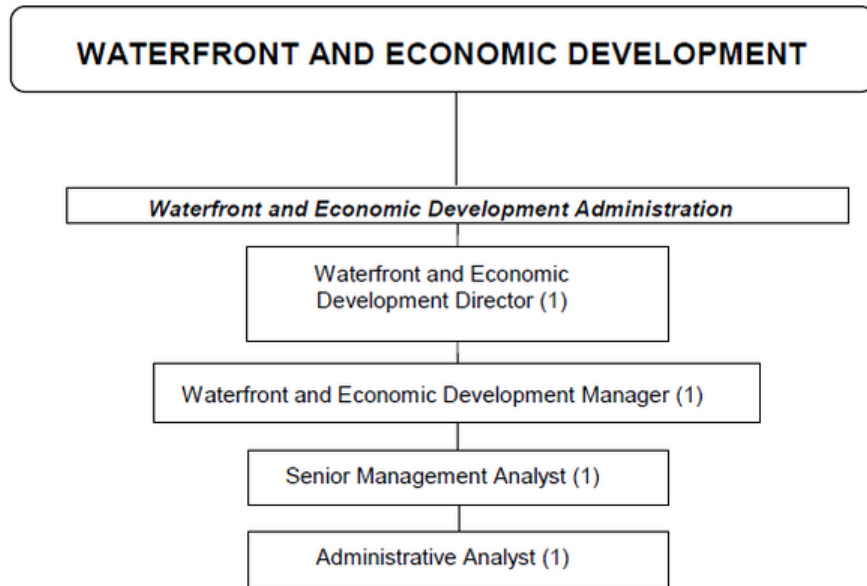 WATERFRONT AND ECONOMIC DEVELOPMENT
Waterfront and Economic Development Administration
Waterfront and Economic
Development Director (1)
Waterfront and Economic Development Manager (1)
Senior Management Analyst (1)
Administrative Analyst (1)